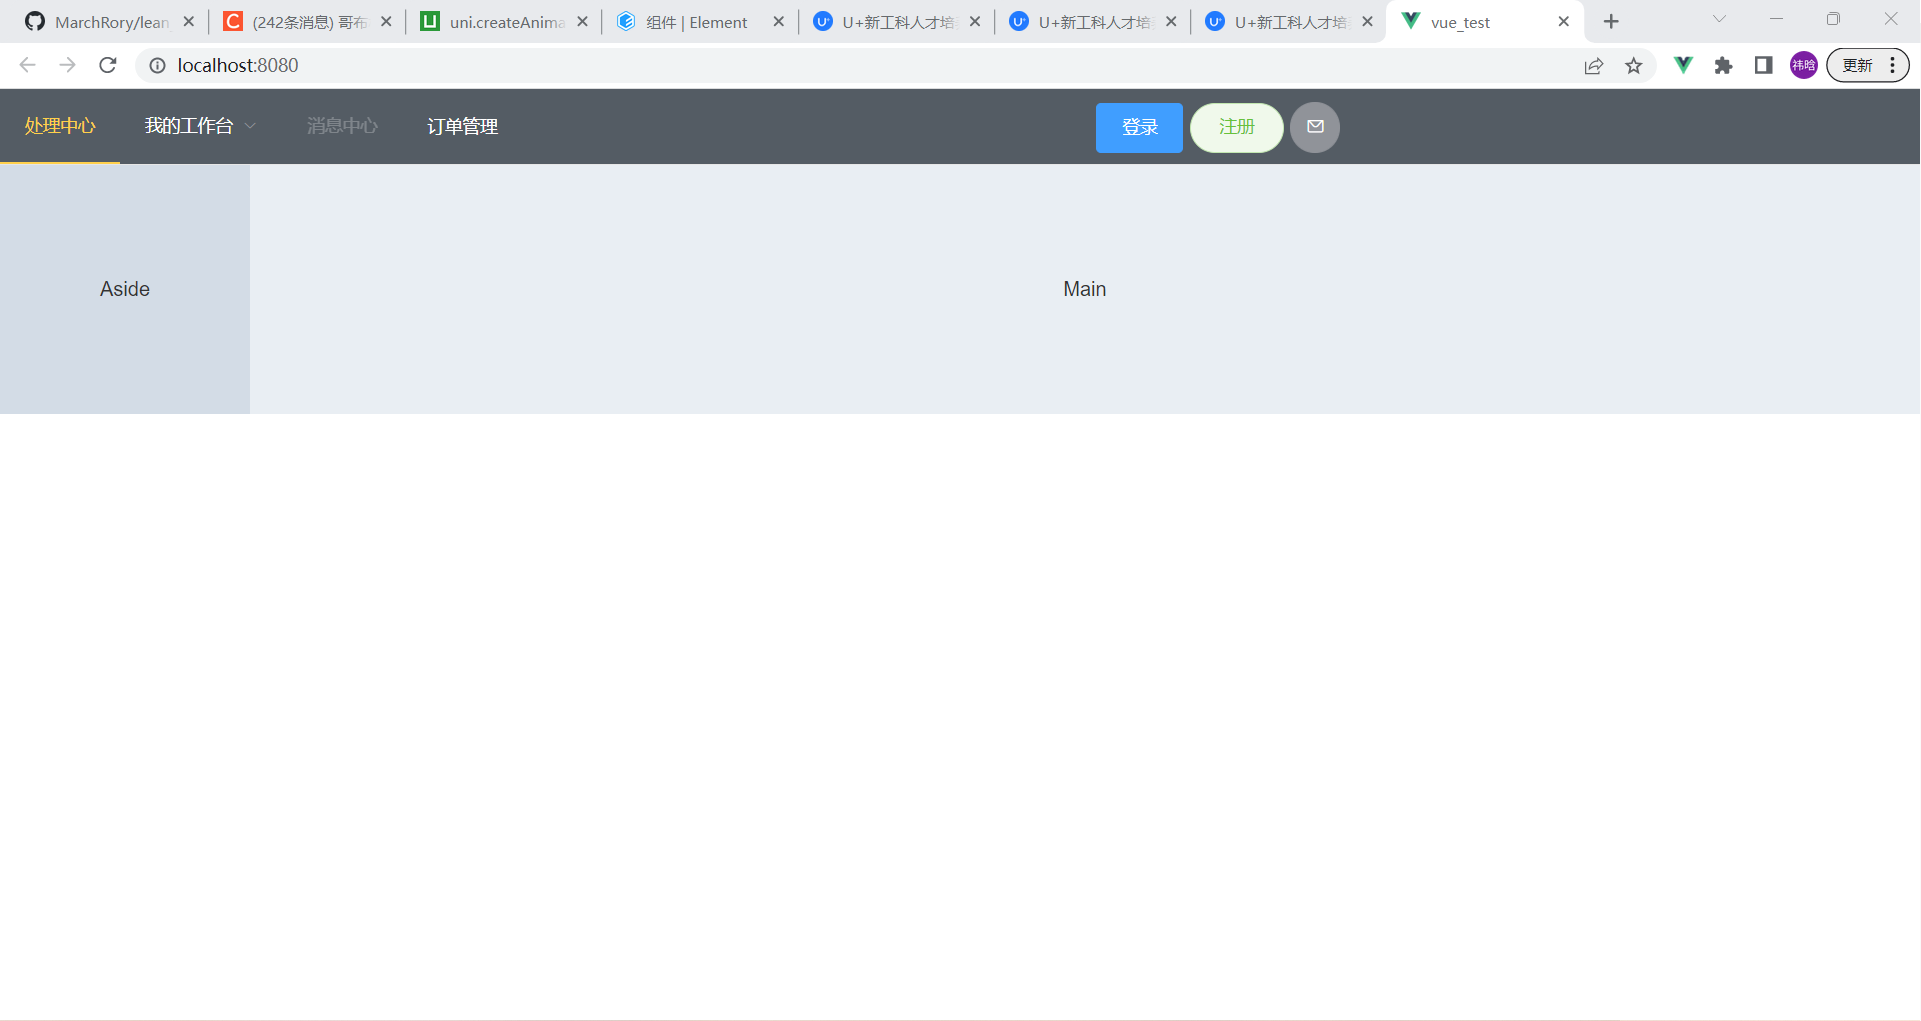 MarchRory/lean
(242条消息) 哥布
uni.createAnima
组件 | Element
U+新工科人才培
U+新工科人才培
U+新工科人才培
vue_test
localhost:8080
祎晗
更新
处理中心
我的工作台
消息中心
订单管理
登录
注册
Aside
Main